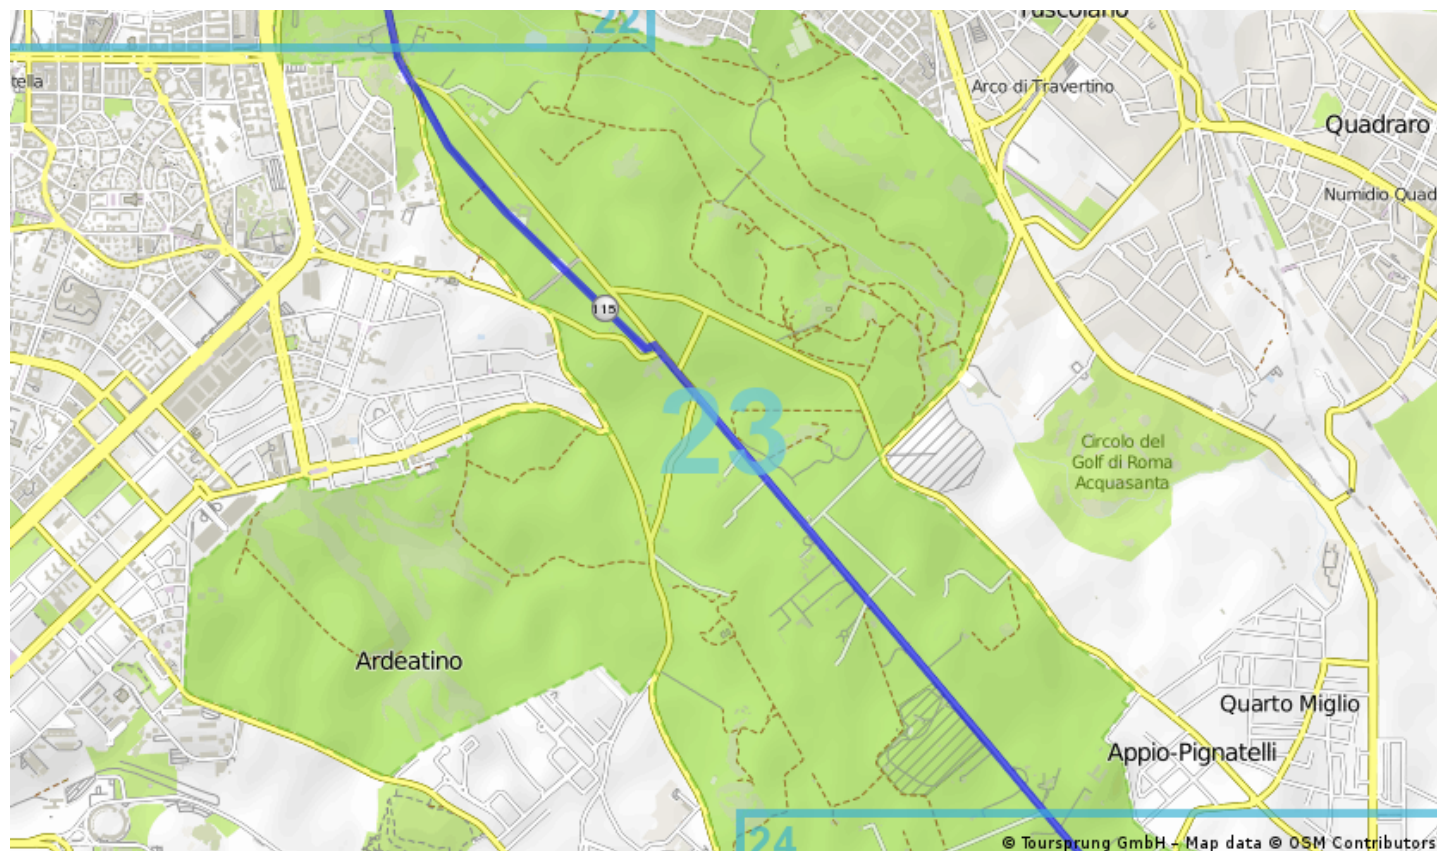 Tuscolano
22
tella
Arco di Travertino
Quadraro
Numidio Quad
115
23
Circolo del
Golf di Roma
Acquasanta
Ardeatino
Quarto Miglio
Appio-Pignatelli
24
© Toursprung GmbH – Map data © OSM Contributors